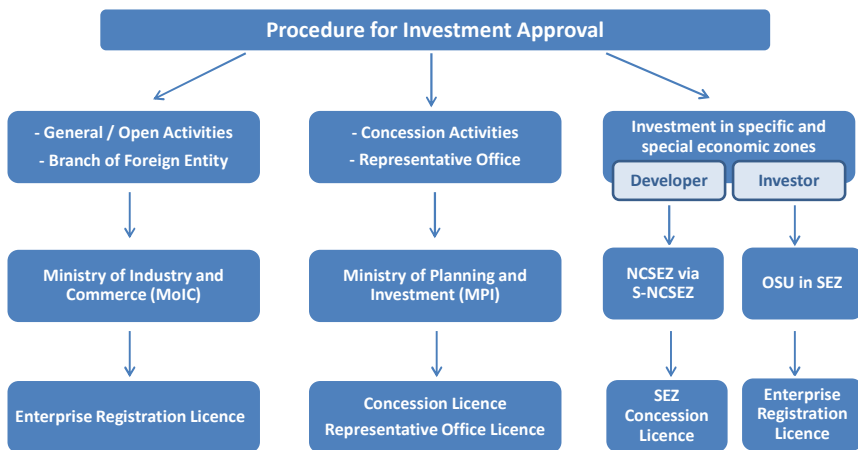 Procedure for Investment Approval
- General / Open Activities
- Branch of Foreign Entity
- Concession Activities
- Representative Office
Investment in specific and
special economic zones
Developer
Investor
Ministry of Industry and
Commerce (MoIC)
Ministry of Planning and
Investment (MPI)
NCSEZ via
S-NCSEZ
OSU in SEZ
Enterprise Registration Licence
Concession Licence
Representative Office Licence
SEZ
Concession
Licence
Enterprise
Registration
Licence